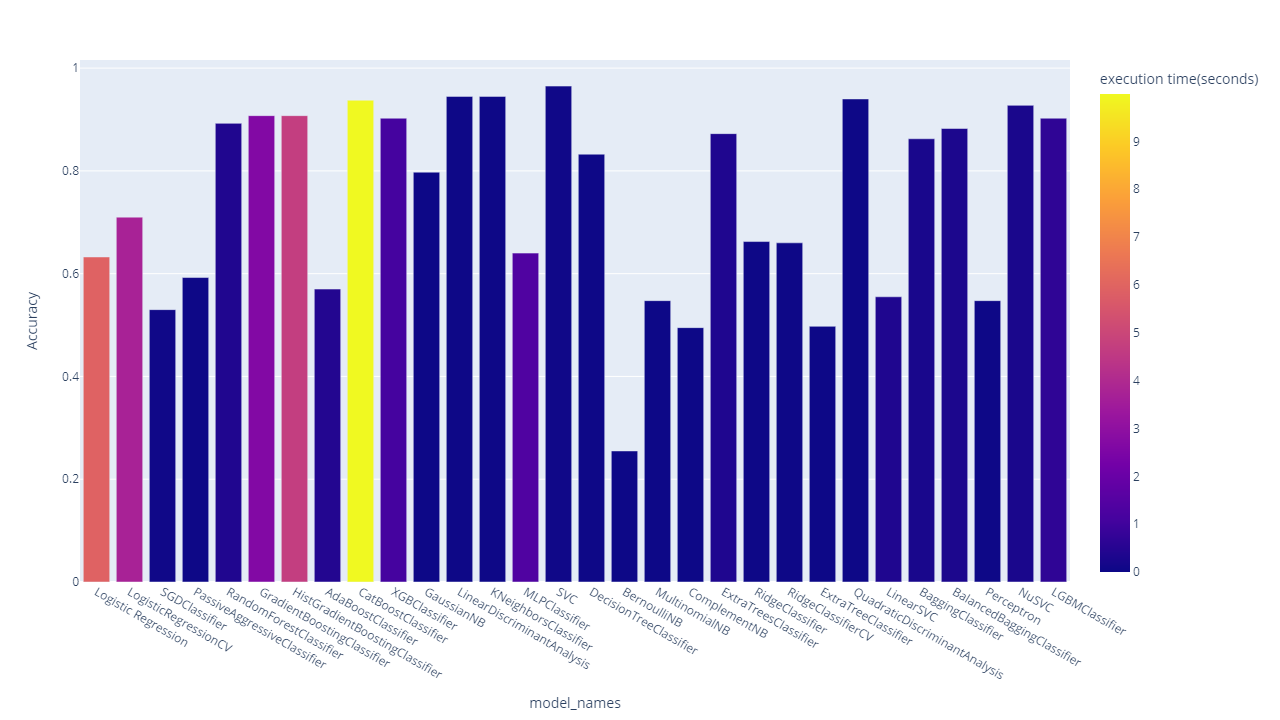 execution time(seconds)
1
0.8
0.6
0.4
0.2
0
Accuracy
9
8
7
6
5
4
3
2
1
0
Logistic Regression
LogisticRegressionCV
SGDClassifier
PassiveAggressiveClassifier
RandomForestClassifier
GradientBoostingClassifier
HistGradientBoostingClassifier
AdaBoostClassifier
CatBoostClassifier
XGBClassifier
GaussianNB
LinearDiscriminantAnalysis
KNeighborsClassifier
MLPClassifier
SVC
DecisionTreeClassifier
BernoulliNB
MultinomialNB
ComplementNB
ExtraTreesClassifier
RidgeClassifier
RidgeClassifierCV
ExtraTreeClassifier
QuadraticDiscriminantAnalysis
LinearSVC
BaggingClassifier
BalancedBaggingClassifier
Perceptron
NuSVC
LGBMClassifier
model_names